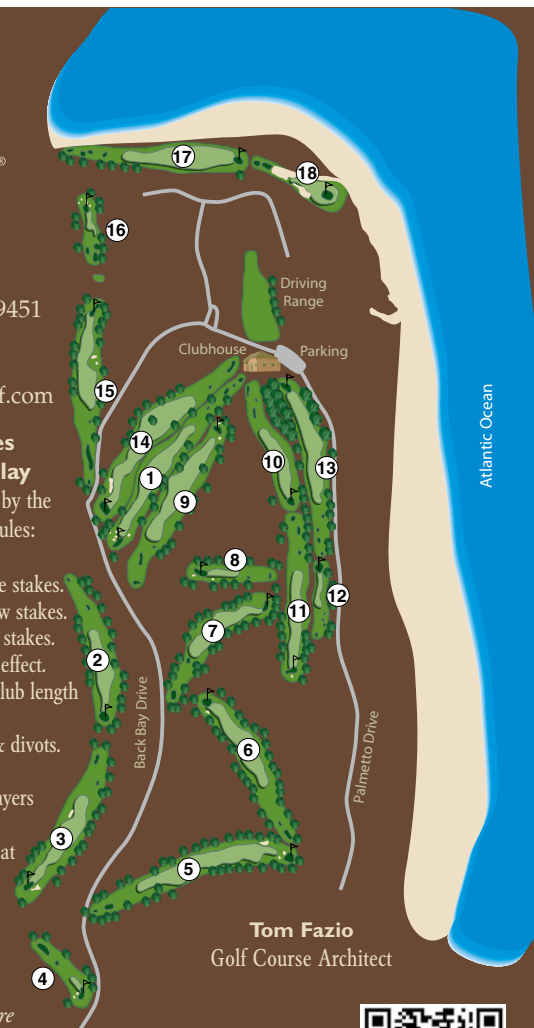 ®
17
18
16
9451
Driving
Range
Clubhouse
Parking
f.com
15
es
lay
by the
ules:
14
1
9
10
13
Atlantic Ocean
e stakes.
w stakes.
stakes.
effect.
lub length
& divots.
ayers
at
8
12
11
7
2
Back Bay Drive
6
Palmetto Drive
3
5
Tom Fazio
Golf Course Architect
4
re